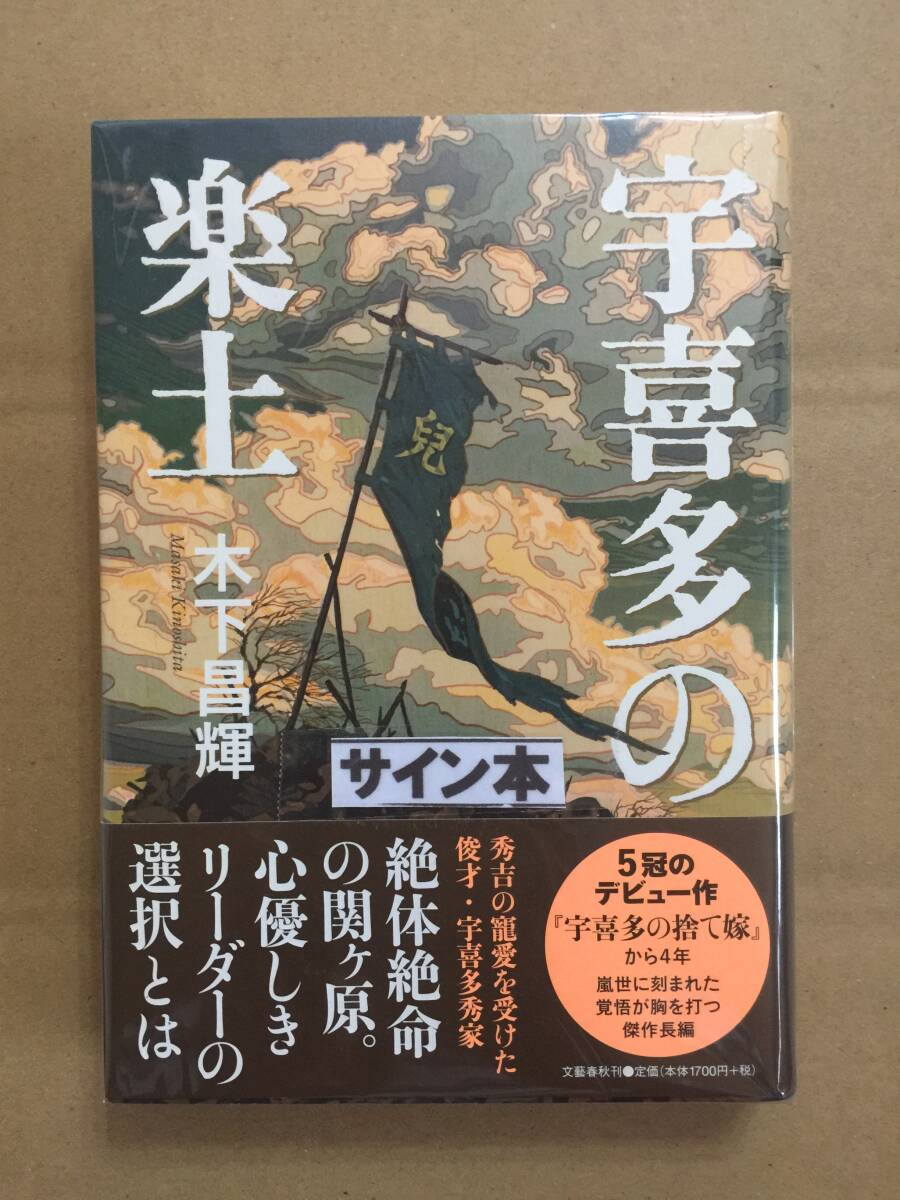 宇喜多の
楽土
兒
木下昌輝
Masaki Kinoshita
サイン本
5冠の
デビュー作
『宇喜多の捨て嫁』
から4年
嵐世に刻まれた
覚悟が胸を打つ
傑作長編
秀吉の寵愛を受けた
俊才・宇喜多秀家
絶体絶命
の関ヶ原。
心優しき
リーダーの
選択とは
文藝春秋刊●定価(本体1700円+税)